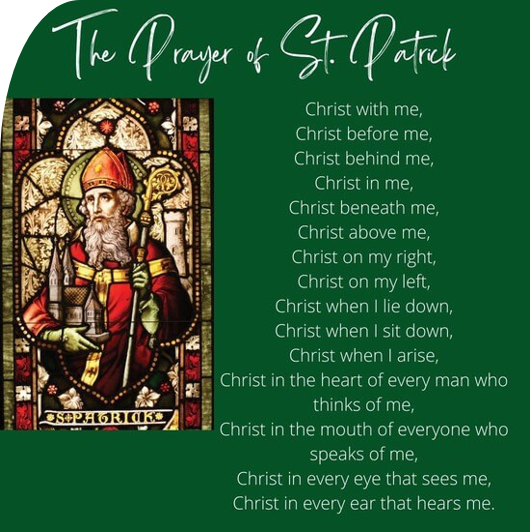 The Prayer of St. Patrick
Christ with me,
Christ before me,
Christ behind me,
Christ in me,
Christ beneath me,
Christ above me,
Christ on my right,
Christ on my left,
Christ when I lie down,
Christ when I sit down,
Christ when I arise,
Christ in the heart of every man who
thinks of me,
Christ in the mouth of everyone who
speaks of me,
Christ in every eye that sees me,
Christ in every ear that hears me.
S·PATRICK